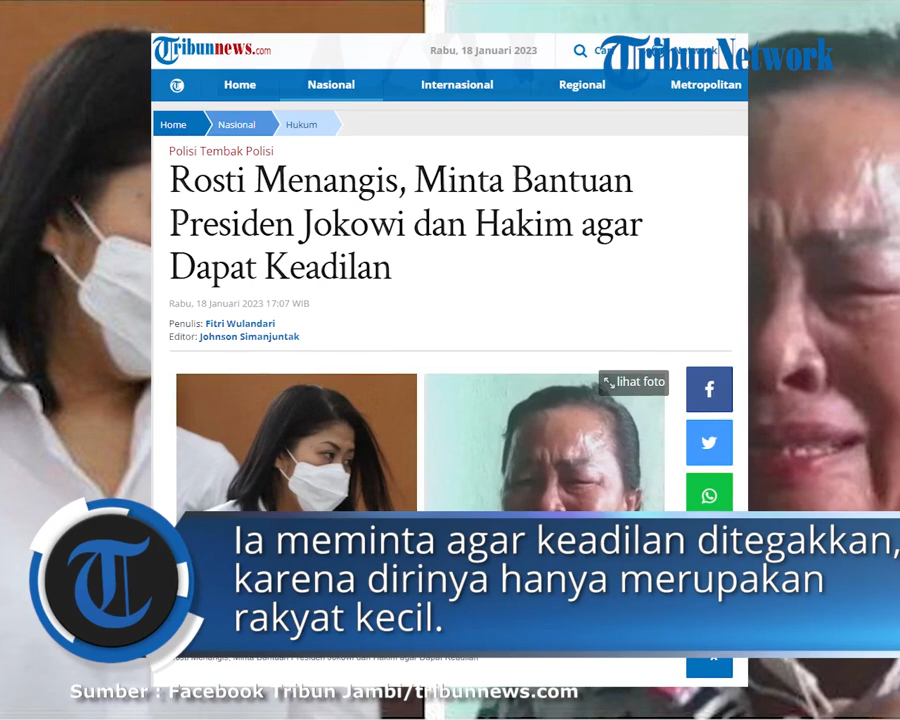 Tribunnews.com
Rabu, 18 Januari 2023
Car
TribunNetwork
Home Nasional Internasional Regional Metropolitan
Home Nasional Hukum
Polisi Tembak Polisi
Rosti Menangis, Minta Bantuan
Presiden Jokowi dan Hakim agar
Dapat Keadilan
Rabu, 18 Januari 2023 17:07 WIB
Penulis: Fitri Wulandari
Editor: Johnson Simanjuntak
lihat foto
Ia meminta agar keadilan ditegakkan,
karena dirinya hanya merupakan
rakyat kecil.
Rosti Menangis, Minta Bantuan Presiden Jokowi dan Hakim agar Dapat Keadilan
Sumber : Facebook Tribun Jambi/tribunnews.com